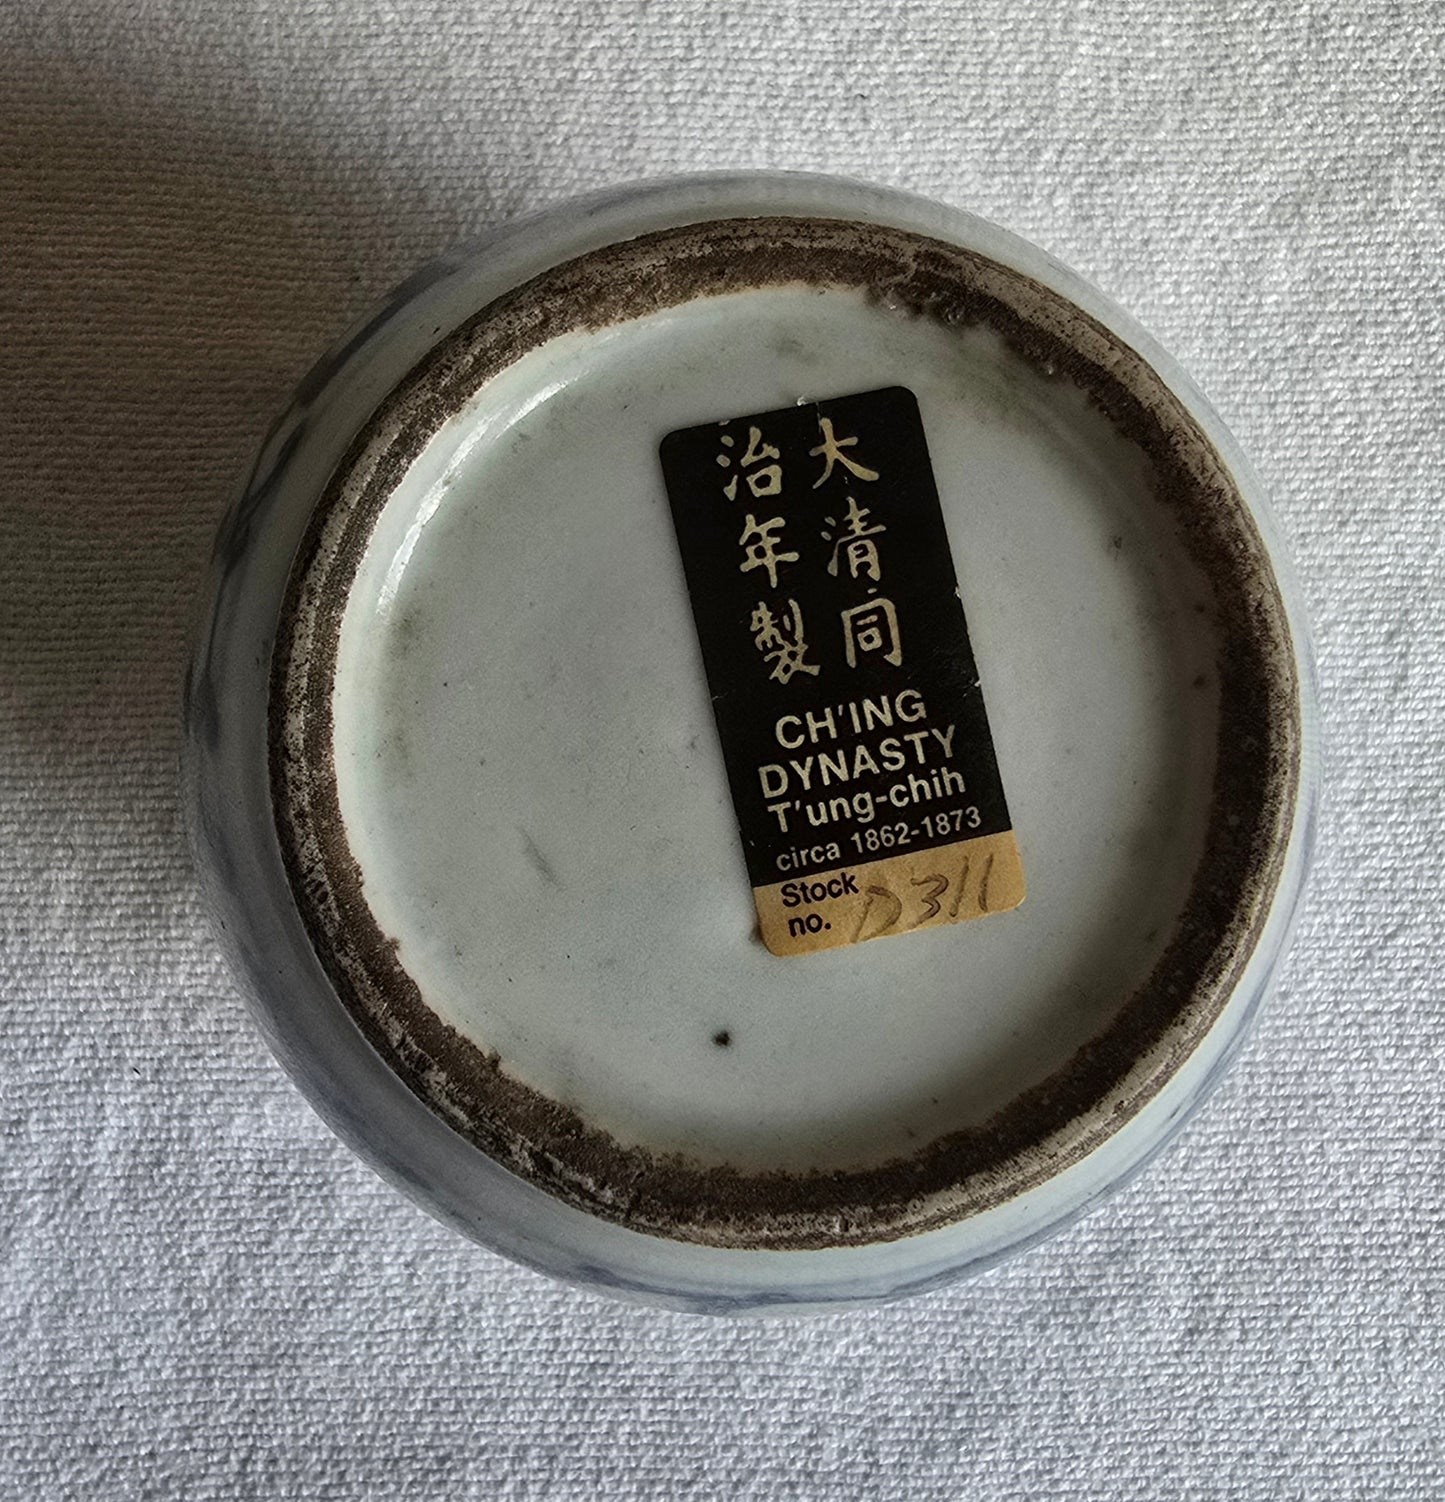 大清同
治年製
CH'ING
DYNASTY
T'ung-chih
circa 1862-1873
Stock
no. D311